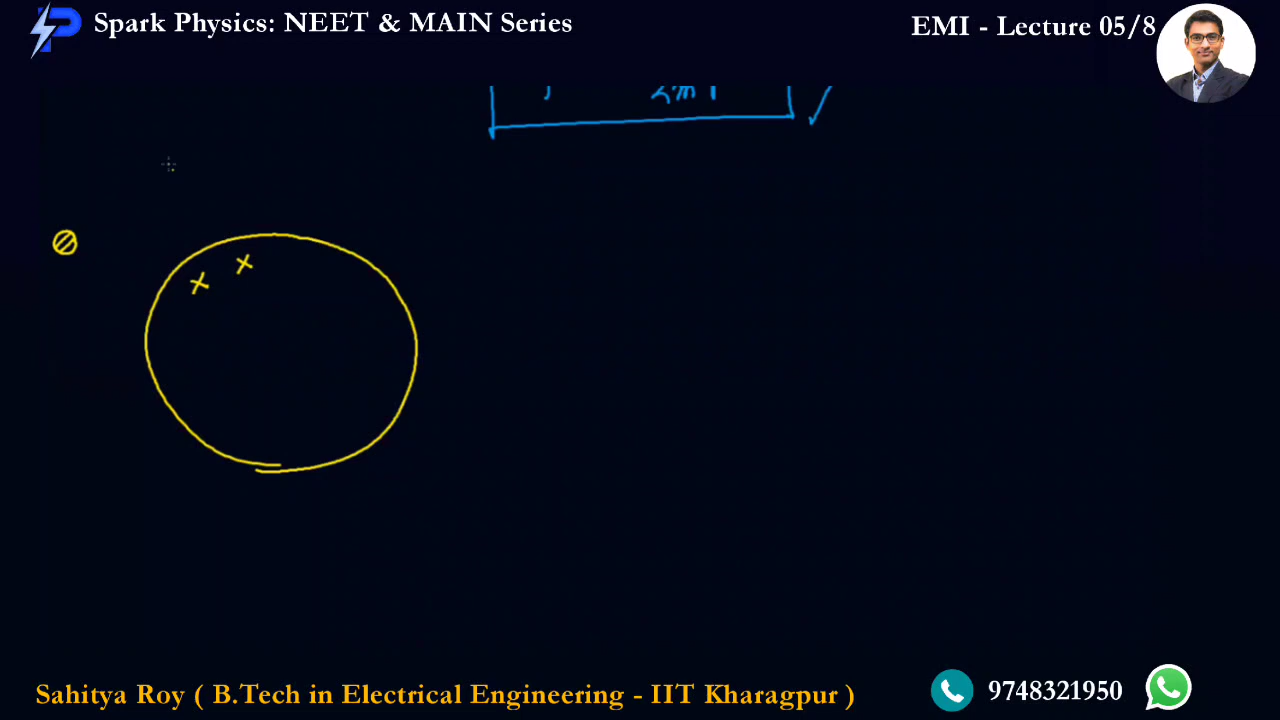 Spark Physics: NEET & MAIN Series
EMI - Lecture 05/8
x x
Sahitya Roy ( B.Tech in Electrical Engineering - IIT Kharagpur )
9748321950